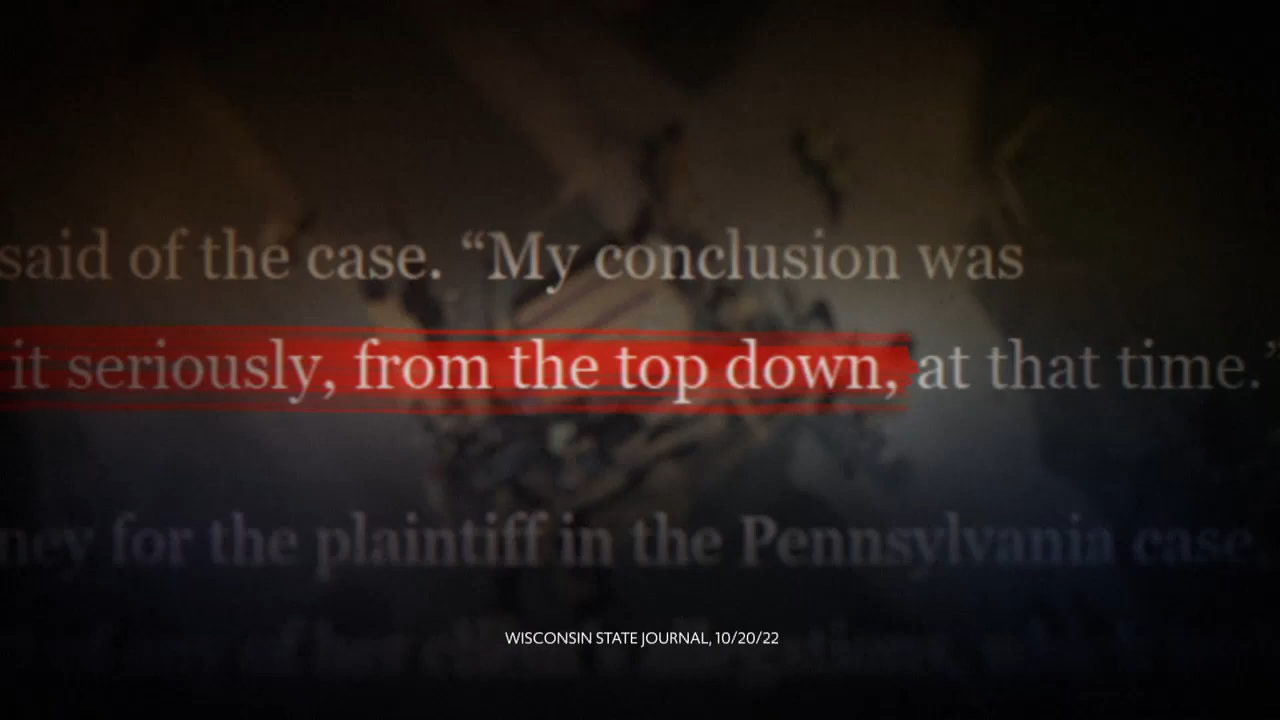 said of the case. “My conclusion was
it seriously, from the top down, at that time.”
for the plaintiff in the Pennsylvania case,
WISCONSIN STATE JOURNAL, 10/20/22